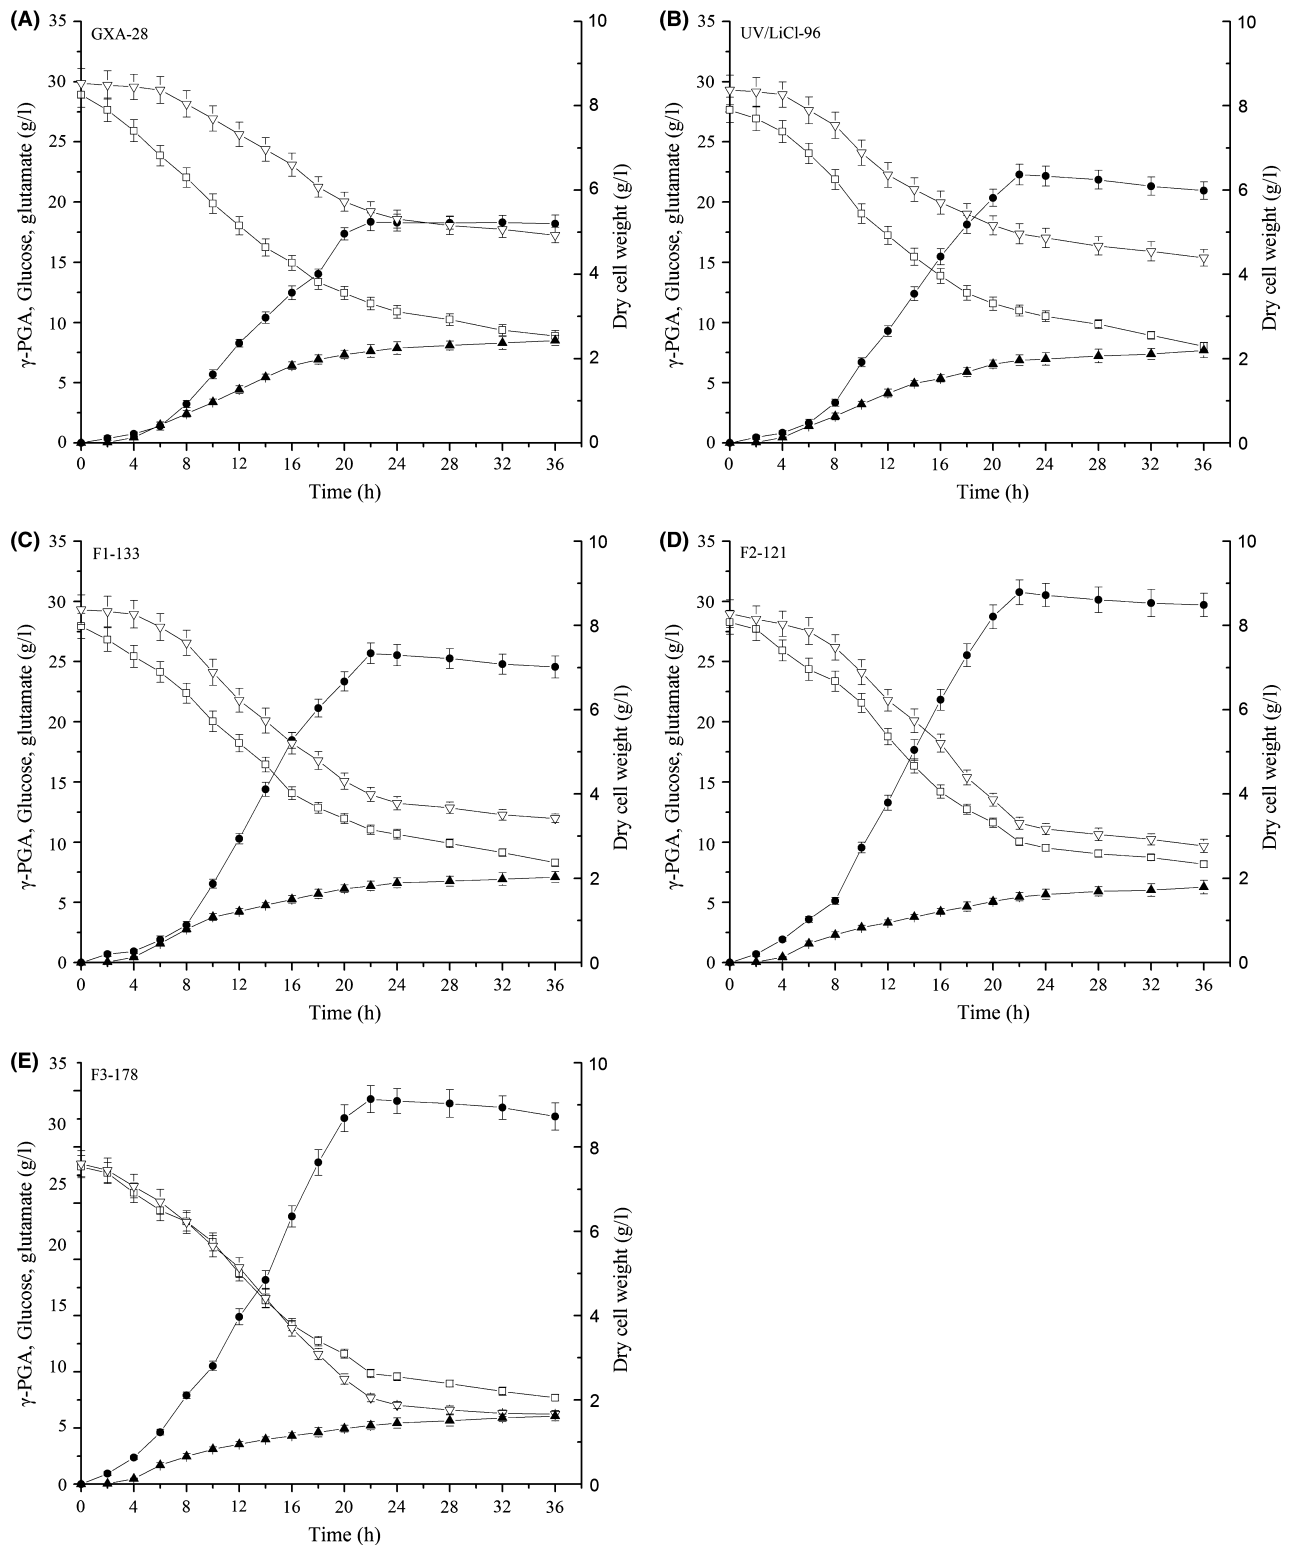 (A)
GXA-28
γ-PGA, Glucose, glutamate (g/l)
35
30
25
20
15
10
5
0
10
8
6
4
2
0
Dry cell weight (g/l)
0 4 8 12 16 20 24 28 32 36
Time (h)
(B)
UV/LiCl-96
γ-PGA, Glucose, glutamate (g/l)
35
30
25
20
15
10
5
0
10
8
6
4
2
0
Dry cell weight (g/l)
0 4 8 12 16 20 24 28 32 36
Time (h)
(C)
F1-133
γ-PGA, Glucose, glutamate (g/l)
35
30
25
20
15
10
5
0
10
8
6
4
2
0
Dry cell weight (g/l)
0 4 8 12 16 20 24 28 32 36
Time (h)
(D)
F2-121
γ-PGA, Glucose, glutamate (g/l)
35
30
25
20
15
10
5
0
10
8
6
4
2
0
Dry cell weight (g/l)
0 4 8 12 16 20 24 28 32 36
Time (h)
(E)
F3-178
γ-PGA, Glucose, glutamate (g/l)
35
30
25
20
15
10
5
0
10
8
6
4
2
0
Dry cell weight (g/l)
0 4 8 12 16 20 24 28 32 36
Time (h)